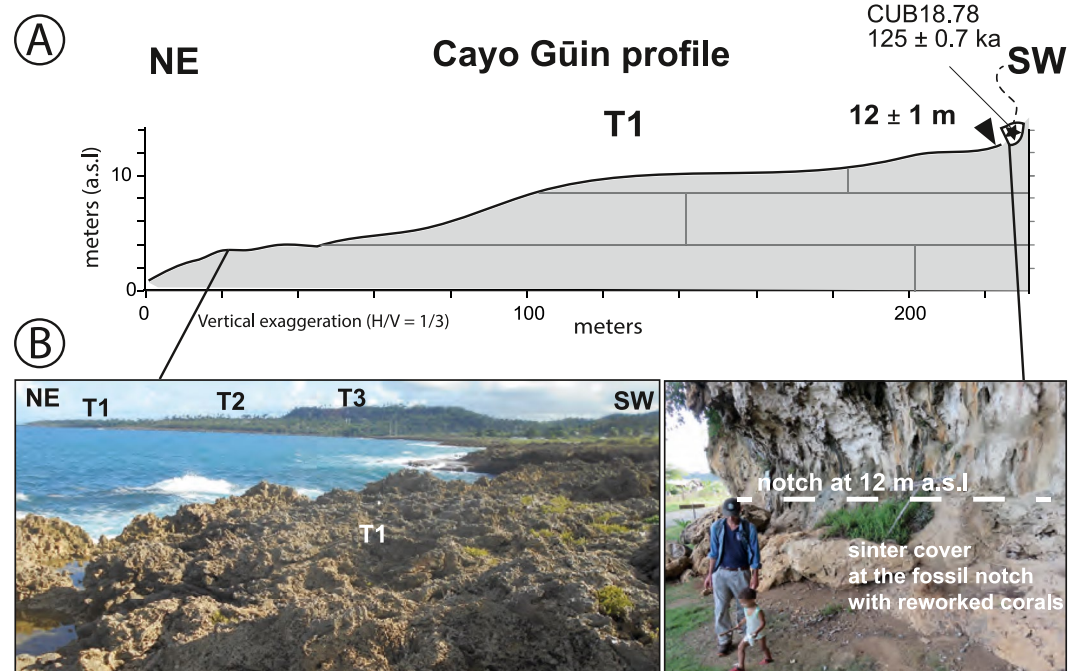 A
NE
Cayo Gūin profile
CUB18.78
125 ± 0.7 ka
SW
T1
12 ± 1 m
meters (a.s.l)
10
0
0
100
200
Vertical exaggeration (H/V = 1/3)
meters
B
NE
T1
T2
T3
SW
T1
notch at 12 m a.s.l
sinter cover
at the fossil notch
with reworked corals